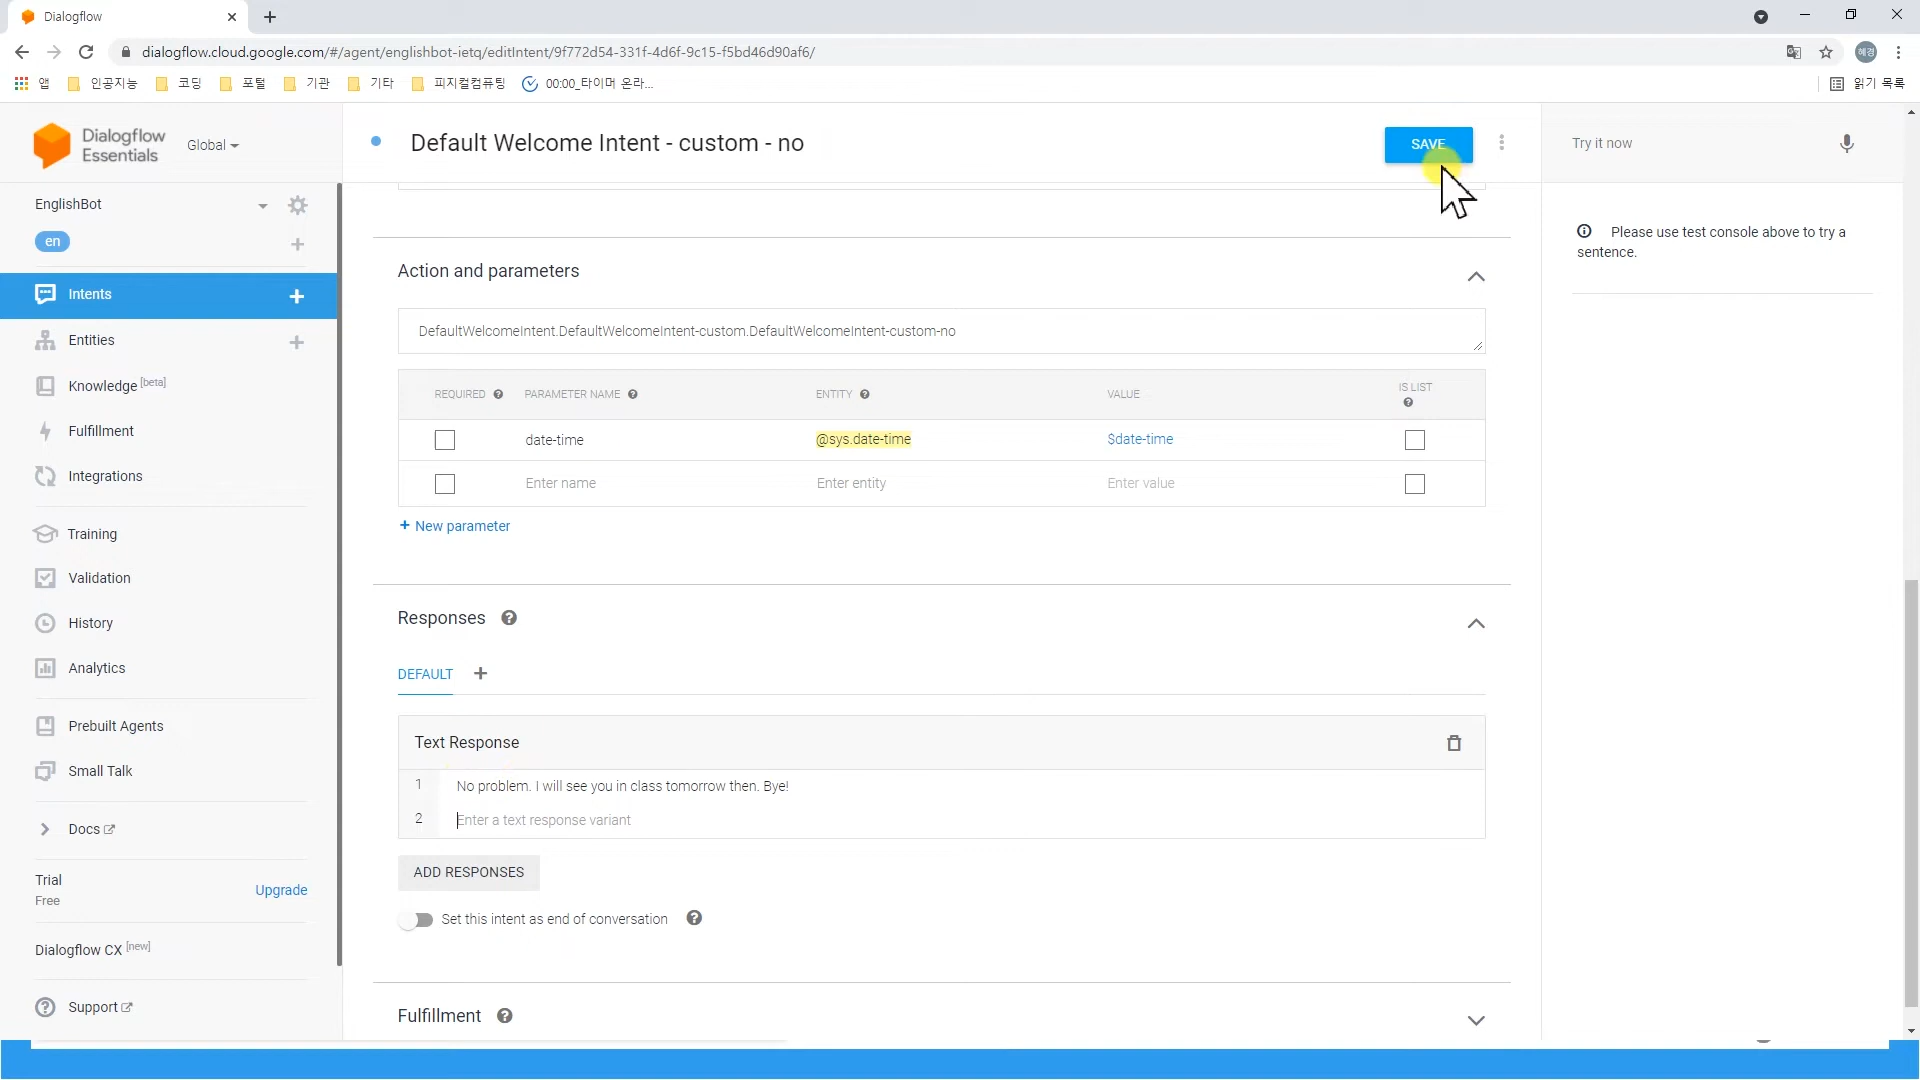 Dialogflow
dialogflow.cloud.google.com/#/agent/englishbot-ietq/editIntent/9f772d54-331f-4d6f-9c15-f5bd46d90af6/
혜경
앱 인공지능 코딩 포털 기관 기타 피지컬컴퓨팅 00:00_타이머 온라... 읽기 목록
Dialogflow
Essentials
Global
Default Welcome Intent - custom - no
SAVE
Try it now
EnglishBot
en
Please use test console above to try a
sentence.
Intents
Entities
Knowledge [beta]
Fulfillment
Integrations
Training
Validation
History
Analytics
Prebuilt Agents
Small Talk
Docs
Trial
Free
Upgrade
Dialogflow CX [new]
Support
Action and parameters
DefaultWelcomeIntent.DefaultWelcomeIntent-custom.DefaultWelcomeIntent-custom-no
REQUIRED PARAMETER NAME ENTITY VALUE IS LIST
date-time @sys.date-time $date-time
Enter name Enter entity Enter value
+ New parameter
Responses
DEFAULT +
Text Response
1 No problem. I will see you in class tomorrow then. Bye!
2 Enter a text response variant
ADD RESPONSES
Set this intent as end of conversation
Fulfillment